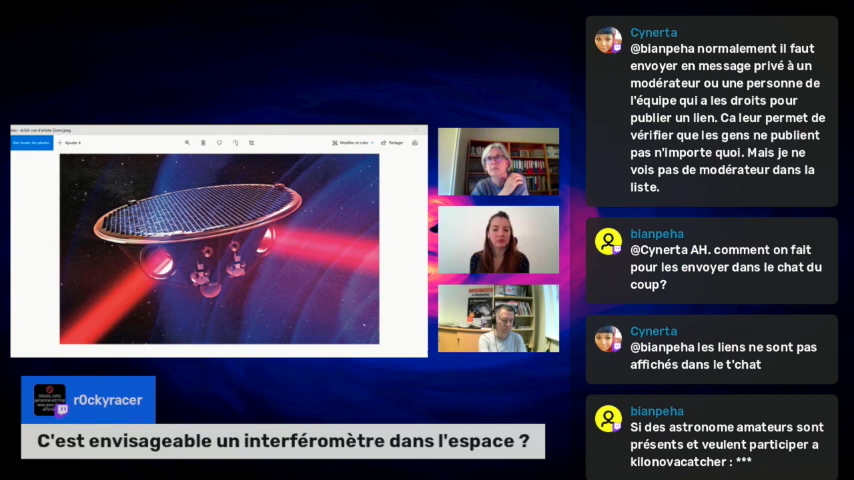 Voir toutes les photos
Ajouter à
Modifier et créer
Partager
r0ckyracer
C'est envisageable un interféromètre dans l'espace ?
Cynerta
@bianpeha normalement il faut
envoyer en message privé à un
modérateur ou une personne de
l'équipe qui a les droits pour
publier un lien. Ca leur permet de
vérifier que les gens ne publient
pas n'importe quoi. Mais je ne
vois pas de modérateur dans la
liste.
bianpeha
@Cynerta AH. comment on fait
pour les envoyer dans le chat du
coup?
Cynerta
@bianpeha les liens ne sont pas
affichés dans le t'chat
bianpeha
Si des astronome amateurs sont
présents et veulent participer a
kilonovacatcher : ***